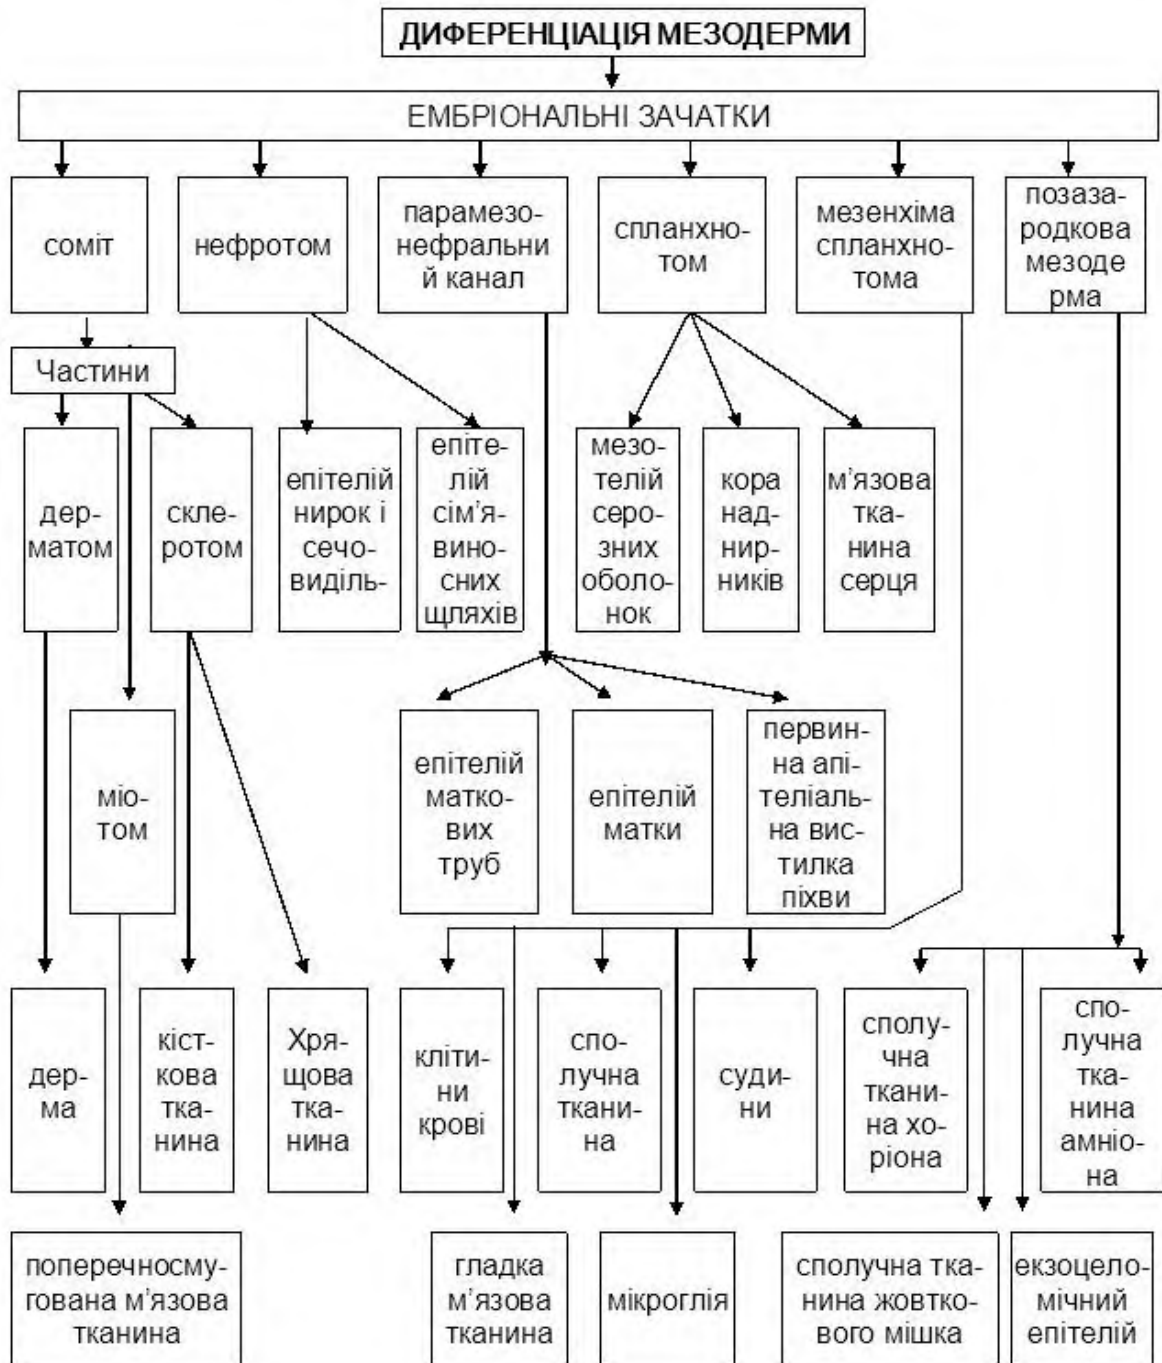 ДИФЕРЕНЦІАЦІЯ МЕЗОДЕРМИ
ЕМБРІОНАЛЬНІ ЗАЧАТКИ
соміт
нефротом
парамезо-
нефральни
й канал
спланхно-
том
мезенхіма
спланхно-
тома
позаза-
родкова
мезоде
рма
Частини
дер-
матом
скле-
ротом
епітелій
нирок і
сечо-
виділь-
епіте-
лій
сім’я-
вино-
сних
щляхів
мезо-
телій
серо-
зних
оболо-
нок
кора
над-
нир-
ників
м’язова
тка-
нина
серця
міо-
том
епітелій
матко-
вих
труб
епітелій
матки
первин-
на апі-
теліаль-
на вис-
тилка
піхви
дер-
ма
кіст-
кова
тка-
нина
Хря-
щова
тка-
нина
кліти-
ни
крові
спо-
лучна
ткани-
на
суди-
ни
сполу-
чна
ткани-
на хо-
ріона
спо-
лучна
тка-
нина
амніо-
на
поперечносму-
гована м’язова
тканина
гладка
м’язова
тканина
мікроглія
сполучна тка-
нина жовтко-
вого мішка
екзоцело-
мічний
епітелій